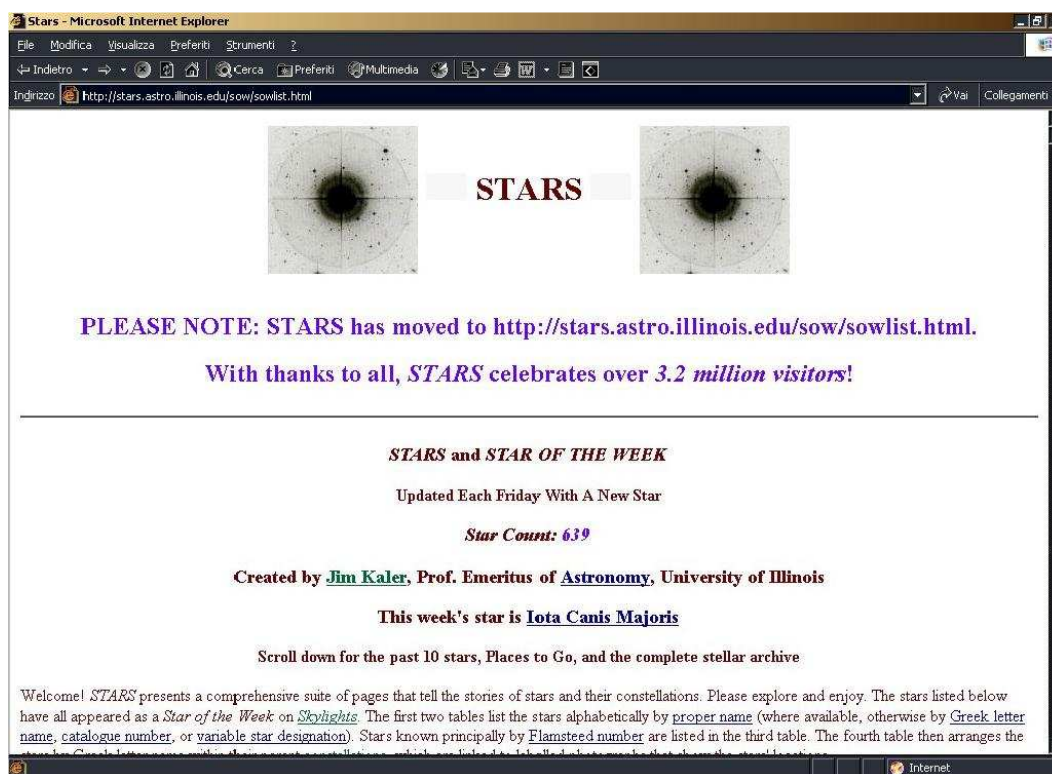 Stars - Microsoft Internet Explorer
File Modifica Visualizza Preferiti Strumenti ?
Indietro Cerca Preferiti Multimedia
Indirizzo http://stars.astro.illinois.edu/sow/sowlist.html Vai Collegamenti
STARS
PLEASE NOTE: STARS has moved to http://stars.astro.illinois.edu/sow/sowlist.html.
With thanks to all, STARS celebrates over 3.2 million visitors!
STARS and STAR OF THE WEEK
Updated Each Friday With A New Star
Star Count: 639
Created by Jim Kaler, Prof. Emeritus of Astronomy, University of Illinois
This week's star is Iota Canis Majoris
Scroll down for the past 10 stars, Places to Go, and the complete stellar archive
Welcome! STARS presents a comprehensive suite of pages that tell the stories of stars and their constellations. Please explore and enjoy. The stars listed below
have all appeared as a Star of the Week on Skylights. The first two tables list the stars alphabetically by proper name (where available, otherwise by Greek letter
name, catalogue number, or variable star designation). Stars known principally by Flamsteed number are listed in the third table. The fourth table then arranges the
Internet